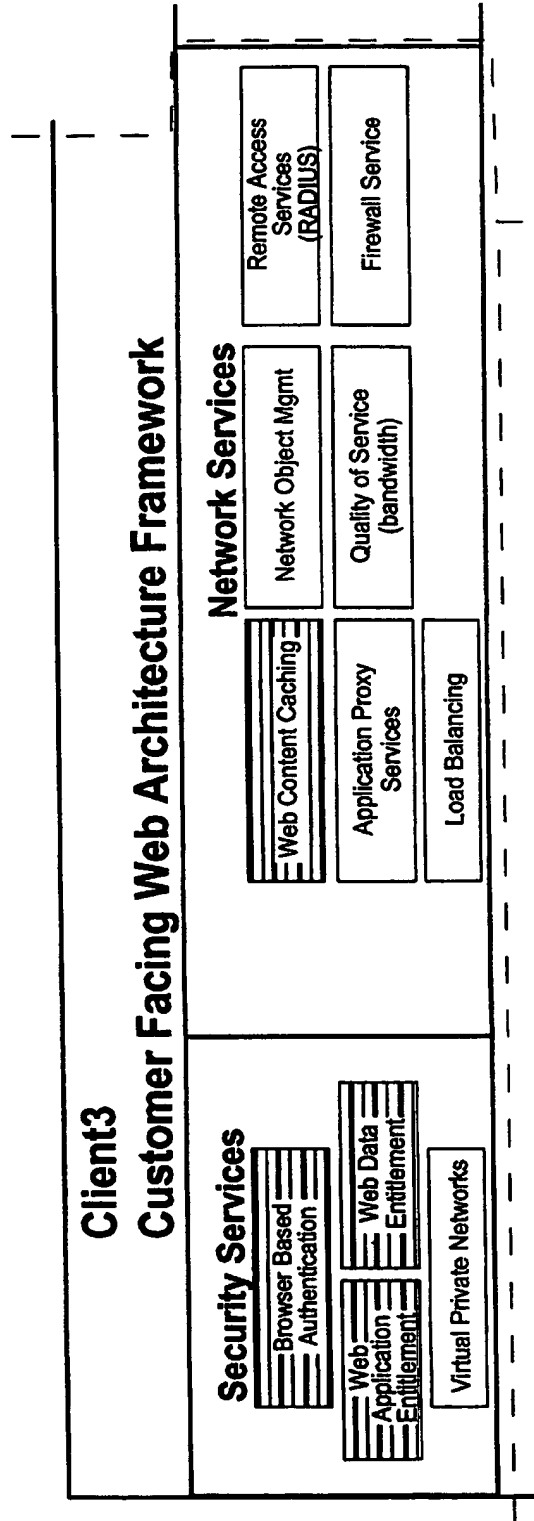 Client3
Customer Facing Web Architecture Framework
Security Services
Browser Based
Authentication
Web
Application
Entitlement
Web Data
Entitlement
Virtual Private Networks
Network Services
Web Content Caching
Network Object Mgmt
Remote Access
Services
(RADIUS)
Application Proxy
Services
Quality of Service
(bandwidth)
Firewall Service
Load Balancing